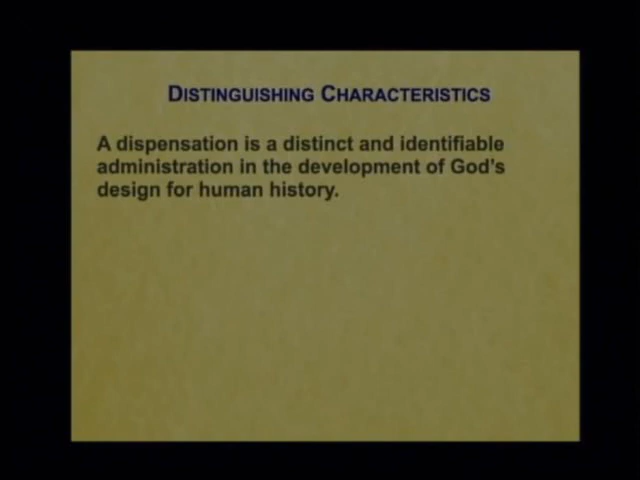 DISTINGUISHING CHARACTERISTICS
A dispensation is a distinct and identifiable
administration in the development of God's
design for human history.